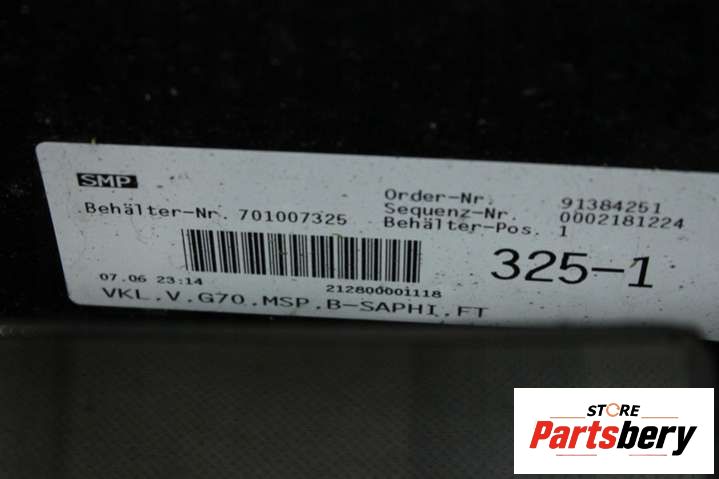 SMP
Order-Nr. 91384251
Behälter-Nr. 701007325 Sequenz-Nr. 0002181224
Behälter-Pos. 1
325-1
07.06 23:14 212800001118
VKL.V.G70.MSP.B-SAPHI.FT
STORE
Partsbery